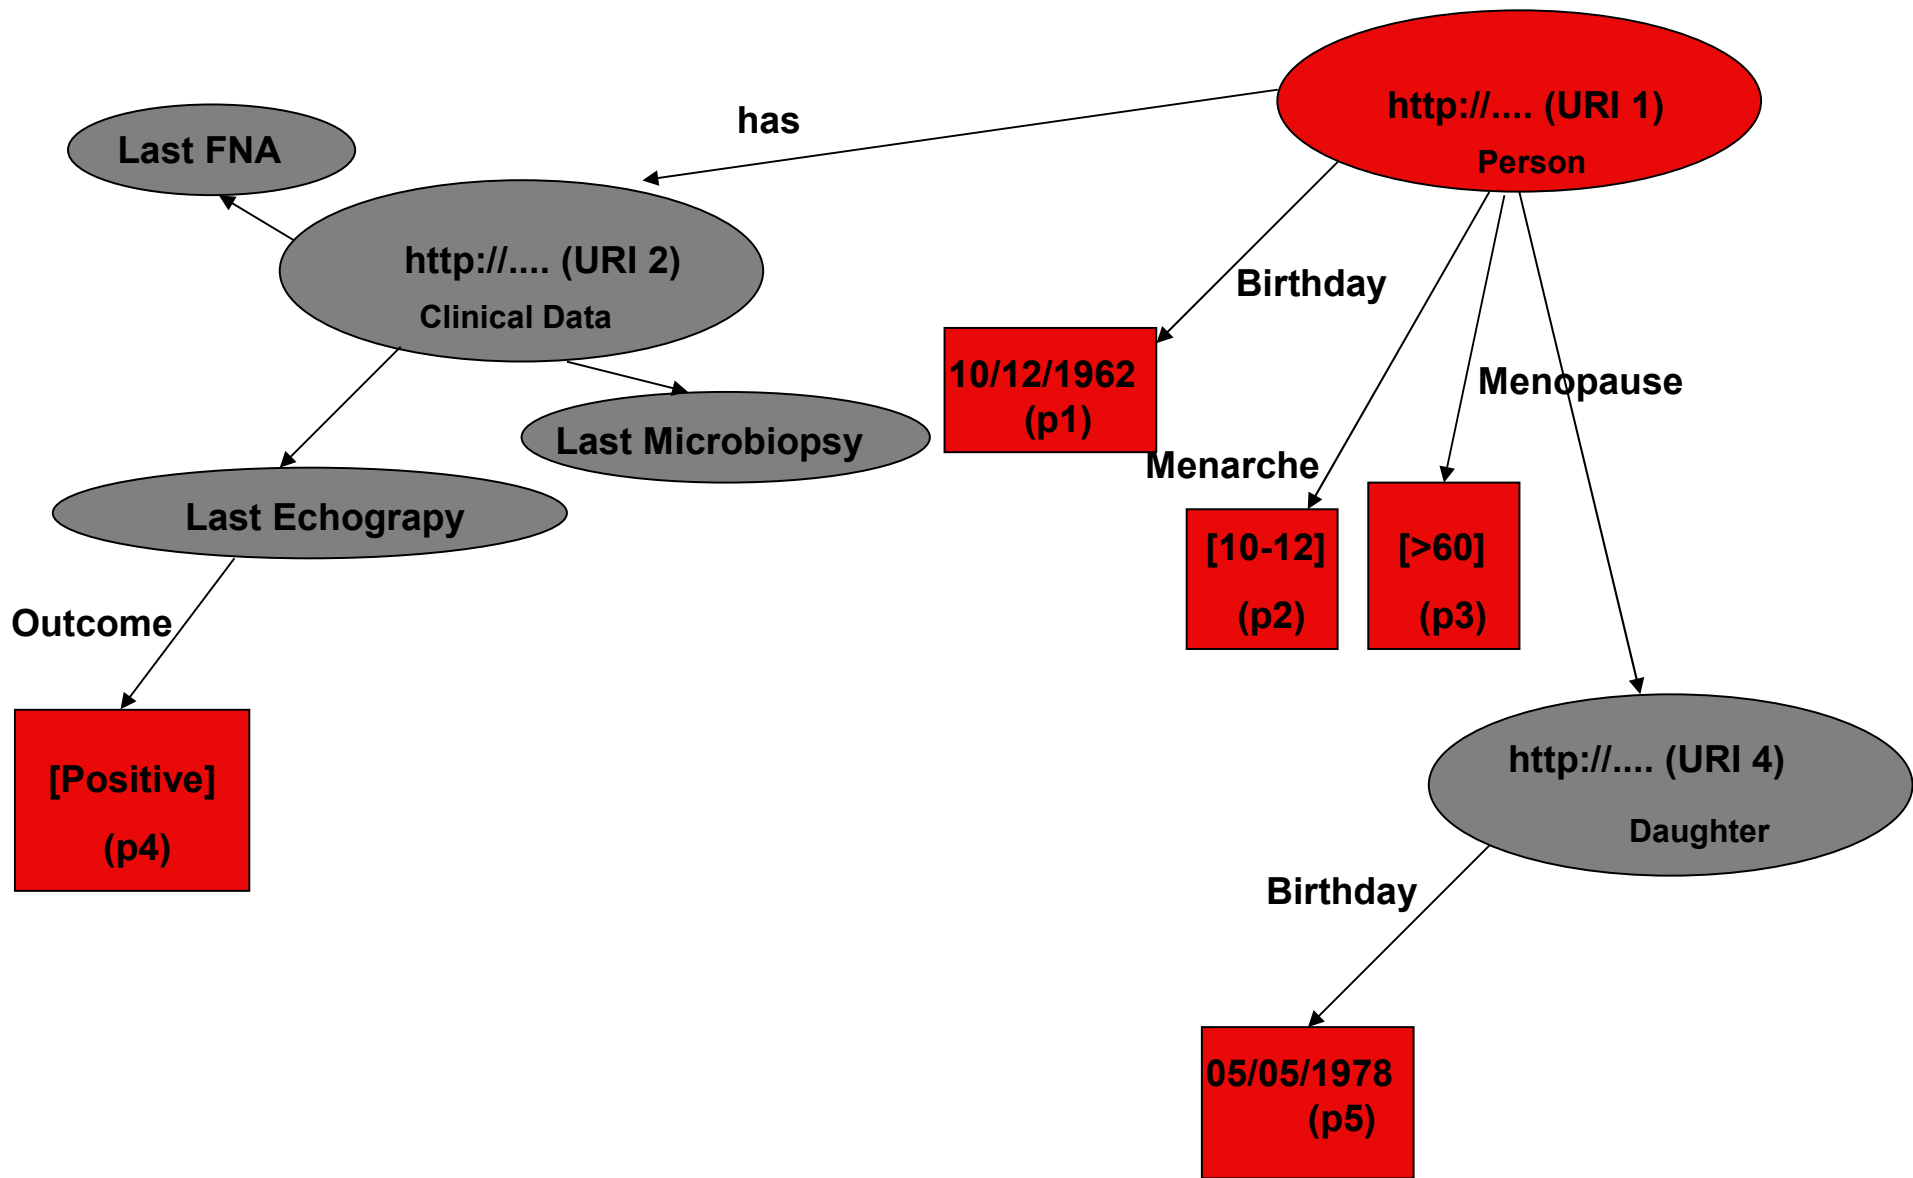 http://.... (URI 1)
Person
has
Last FNA
http://.... (URI 2)
Clinical Data
Birthday
10/12/1962
(p1)
Menopause
Menarche
Last Microbiopsy
Last Echograpy
[10-12]
(p2)
[>60]
(p3)
Outcome
[Positive]
(p4)
http://.... (URI 4)
Daughter
Birthday
05/05/1978
(p5)